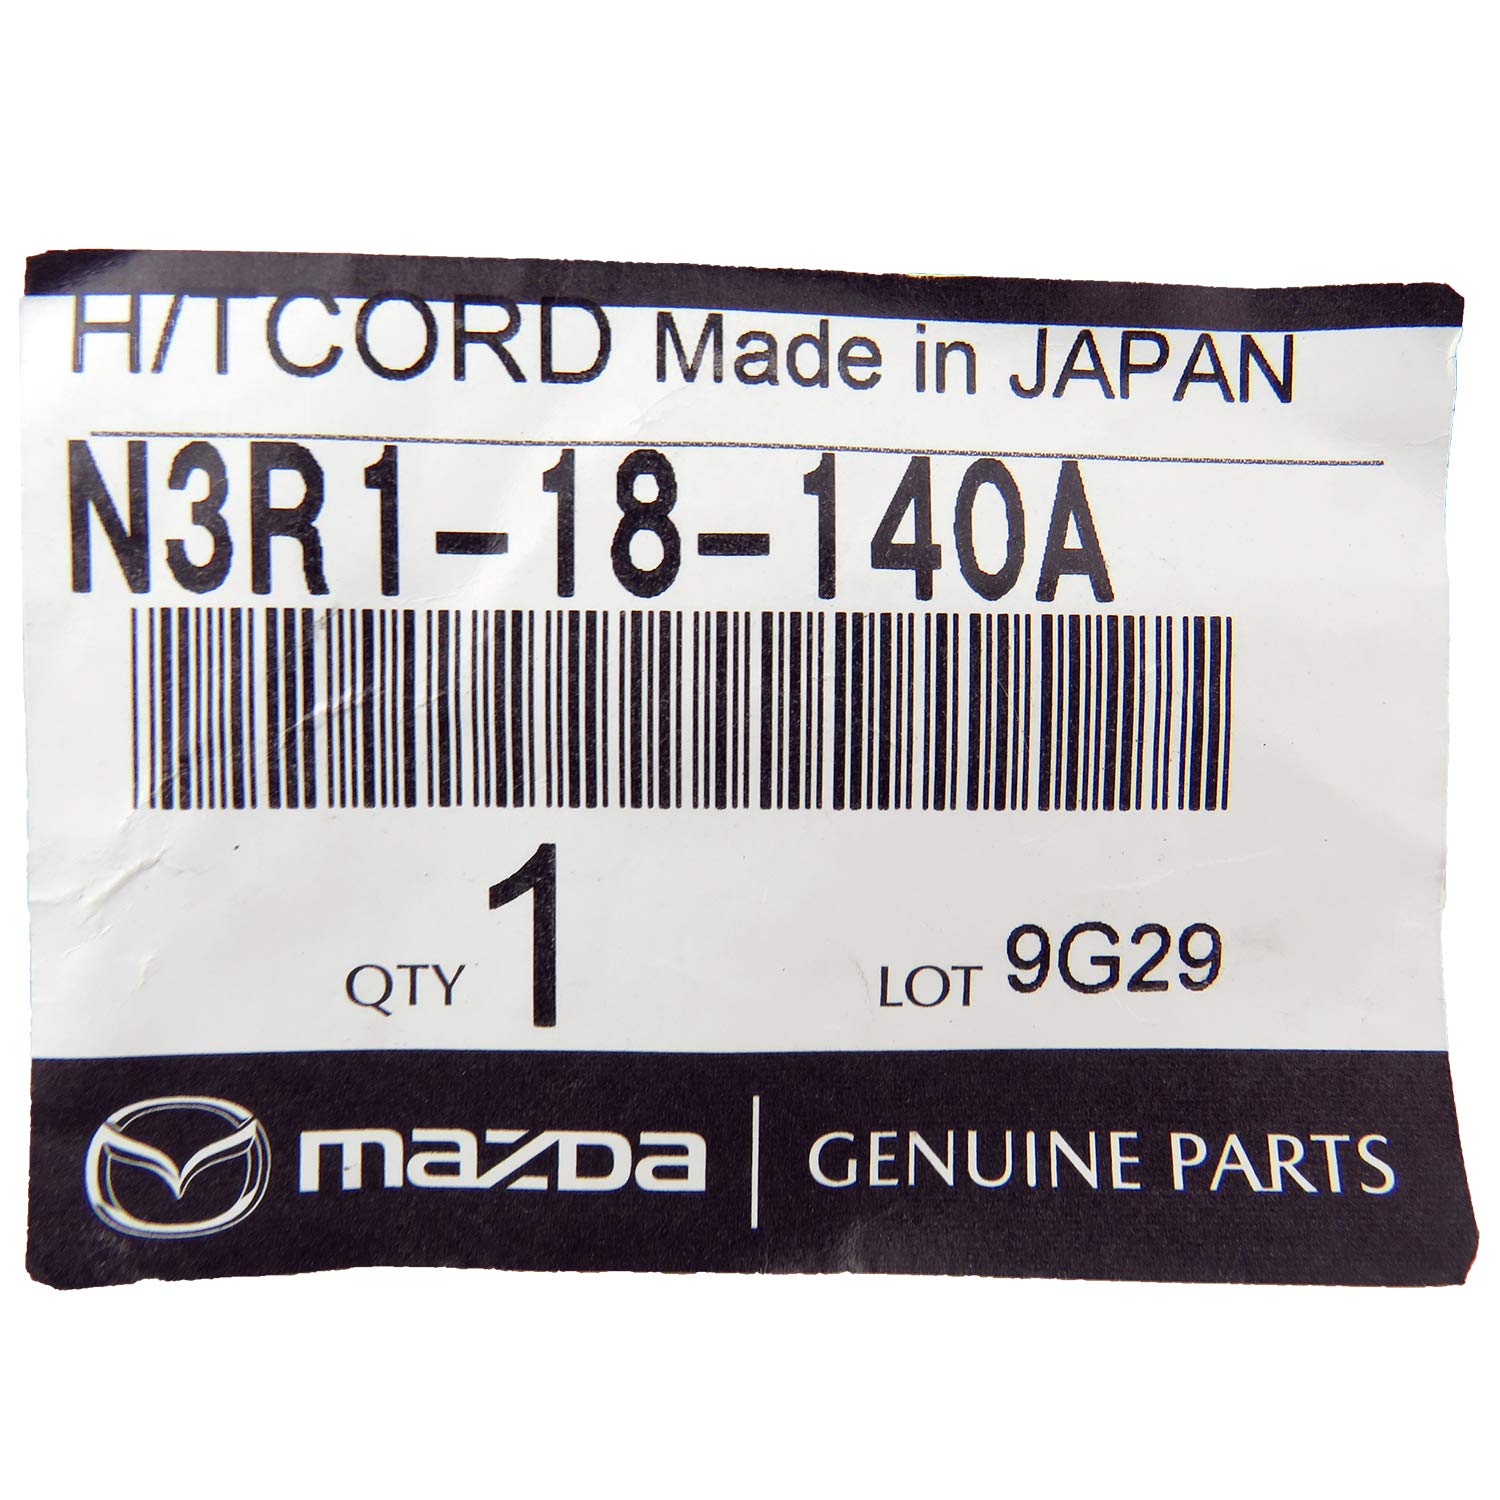 H/TCORD Made in JAPAN
N3R1-18-140A
QTY 1 LOT 9G29
mazDa | GENUINE PARTS